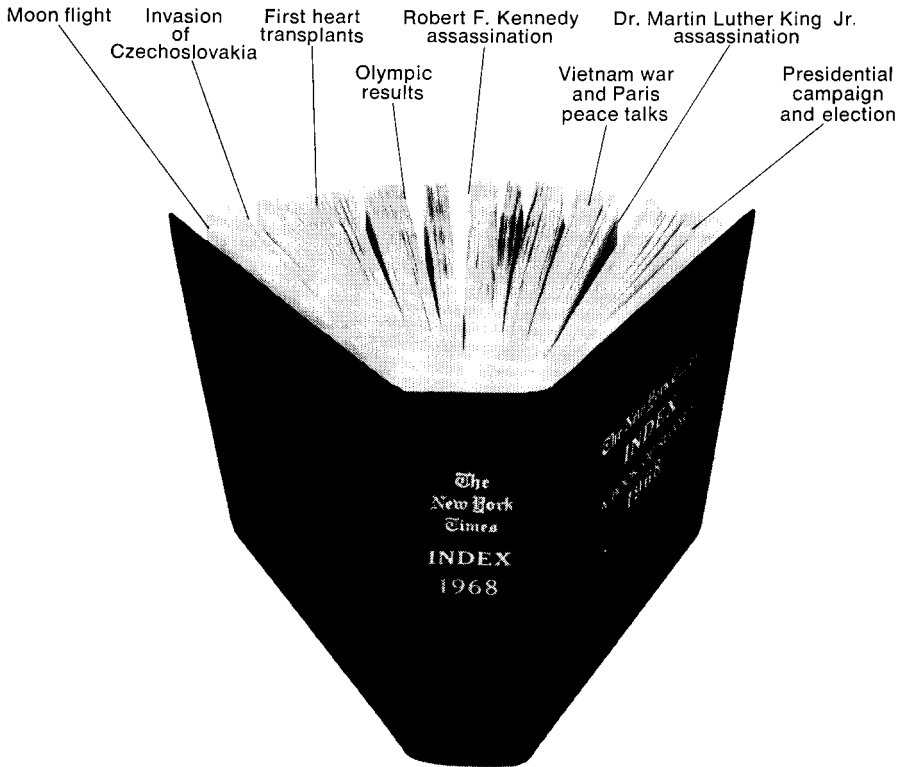 Moon flight
Invasion
of
Czechoslovakia
First heart
transplants
Olympic
results
Robert F. Kennedy
assassination
Vietnam war
and Paris
peace talks
Dr. Martin Luther King Jr.
assassination
Presidential
campaign
and election
The
New York
Times
INDEX
1968
The New York Times
INDEX
1968